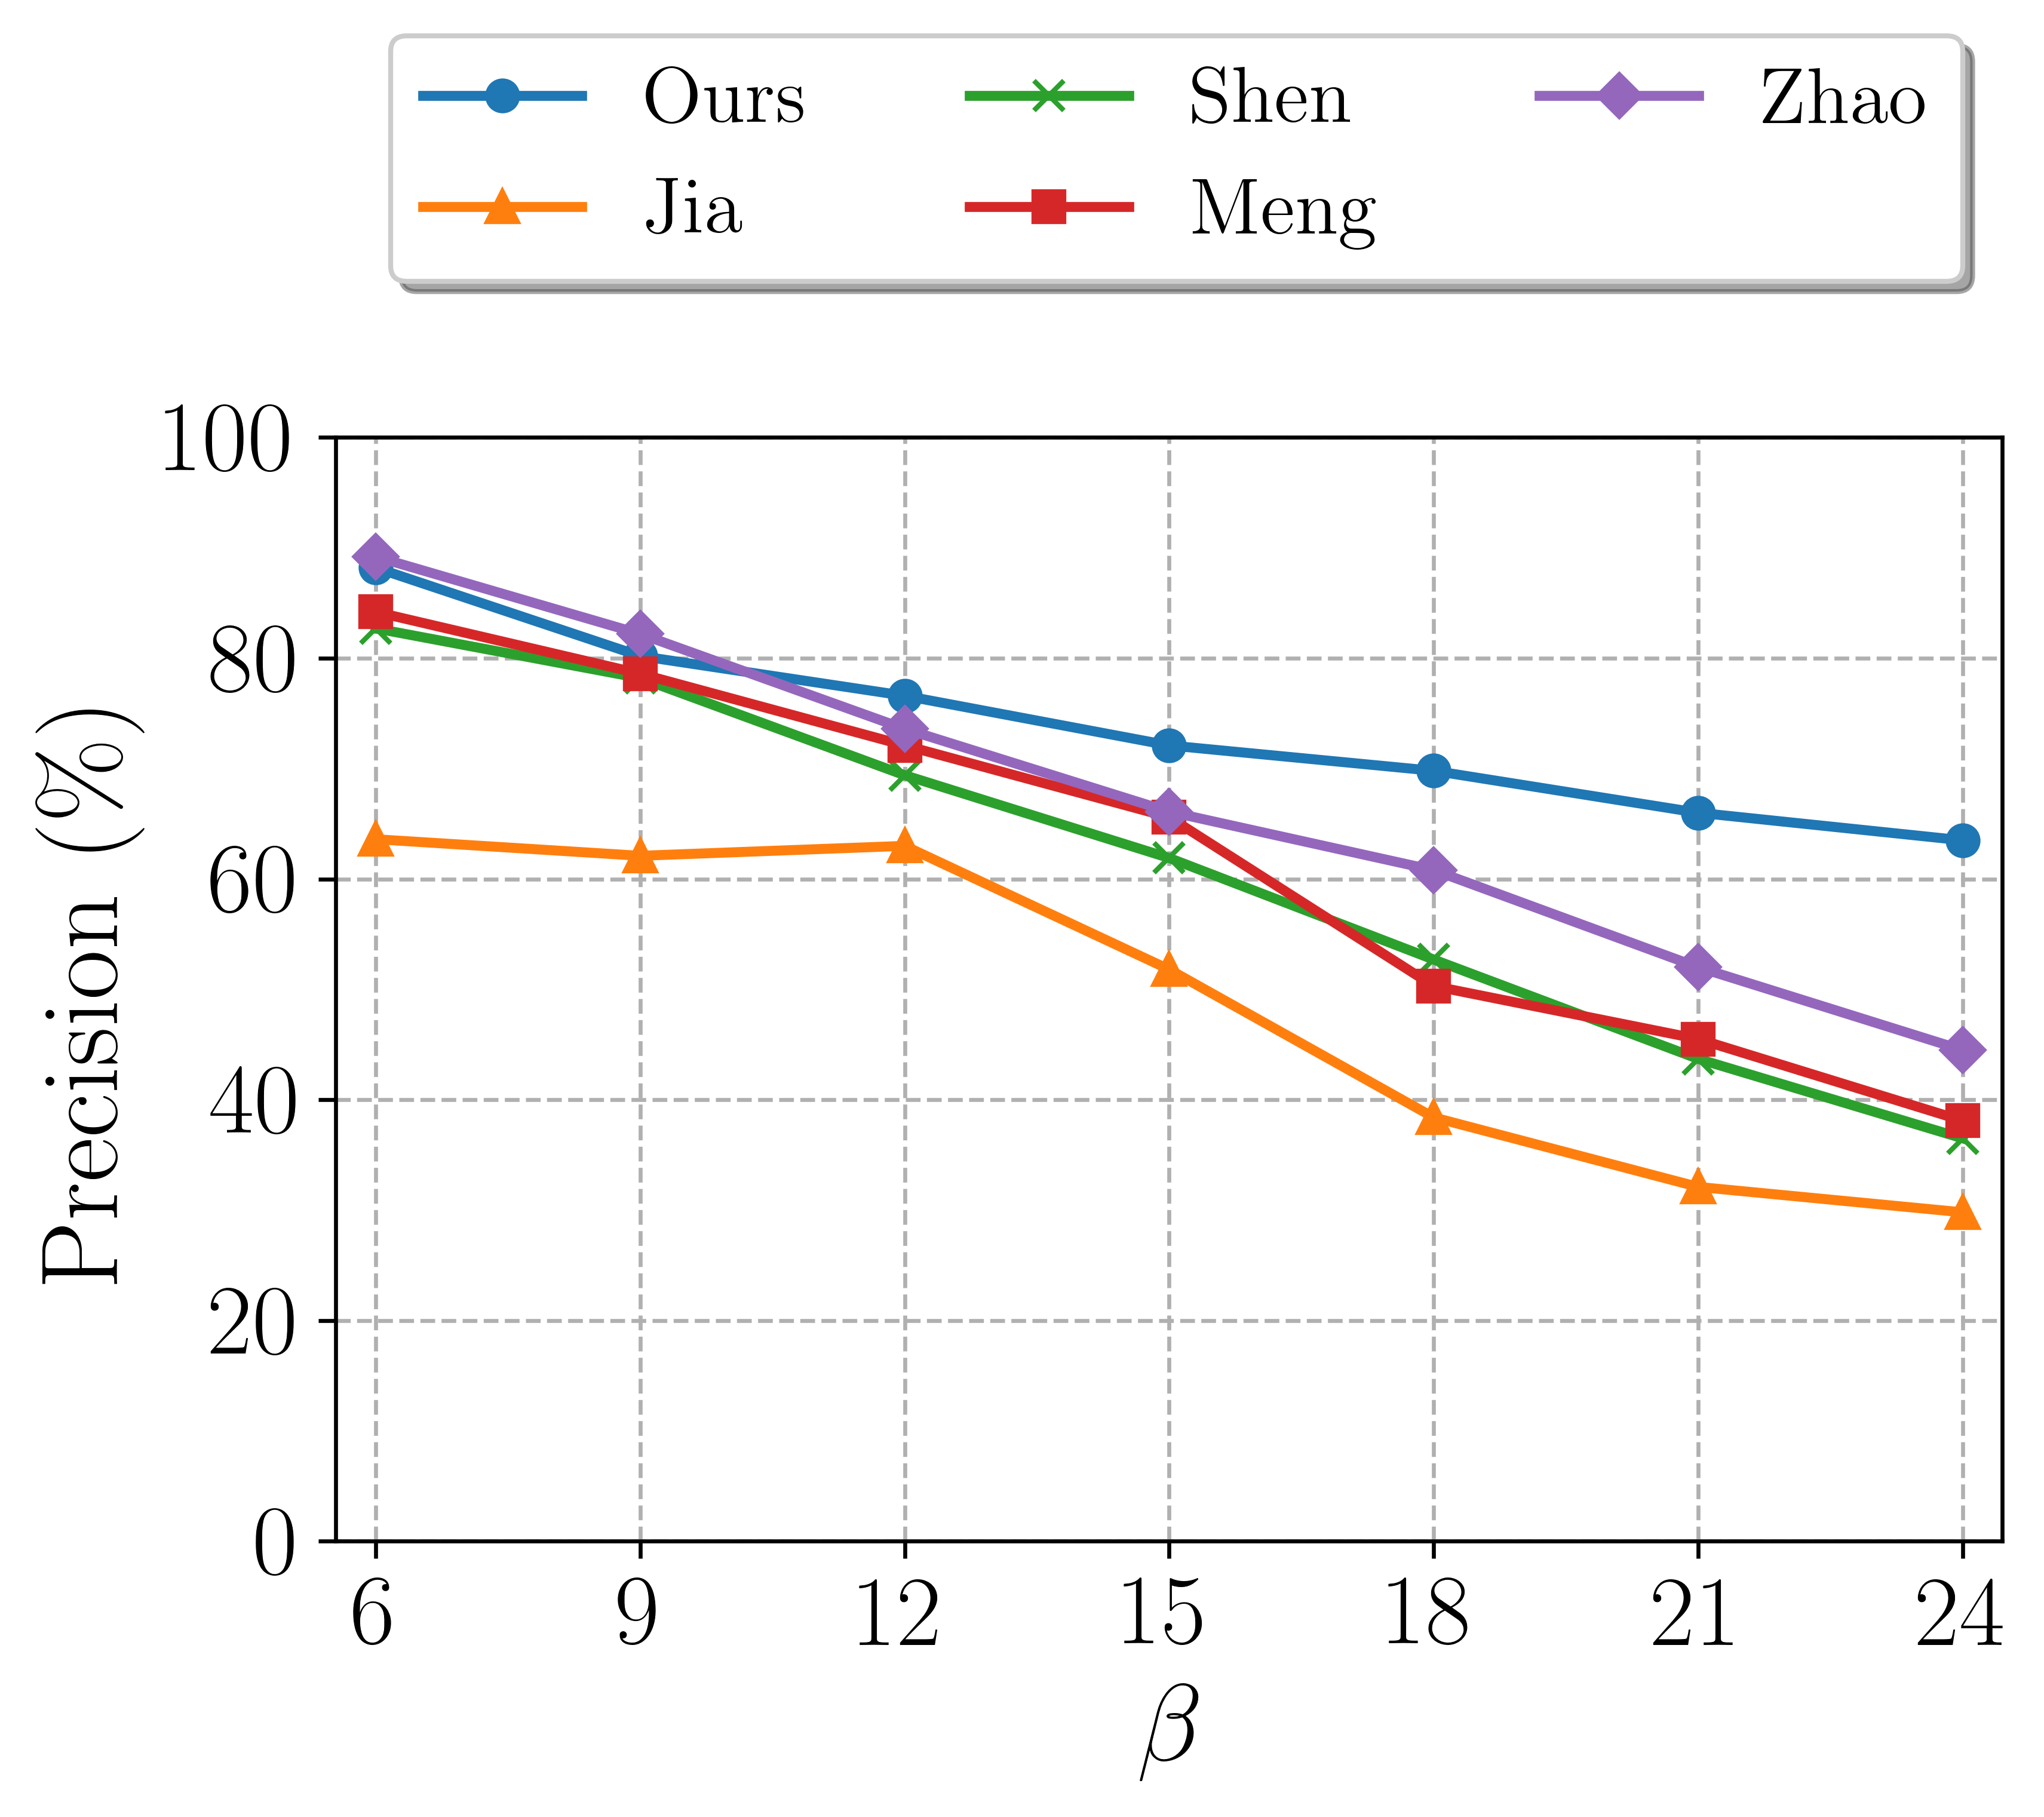 Ours
Shen
Zhao
Jia
Meng
Precision (%)
100
80
60
40
20
0
6 9 12 15 18 21 24
β